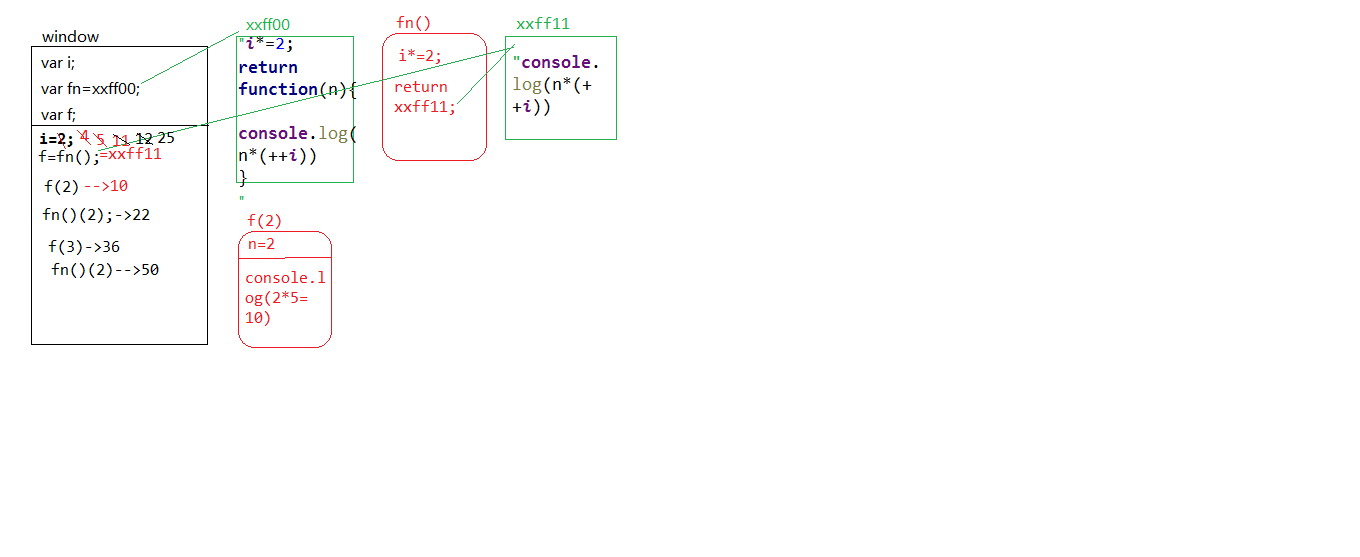 window
var i;
var fn=xxff00;
var f;
i=2; 4 5 11 12 25
f=fn();=xxff11
f(2) -->10
fn()(2);->22
f(3)->36
fn()(2)-->50
xxff00
"i*=2;
return
function(n){
console.log(
n*(++i))
}
"
f(2)
n=2
console.l
og(2*5=
10)
fn()
i*=2;
return
xxff11;
xxff11
"console.
log(n*(+
+i))